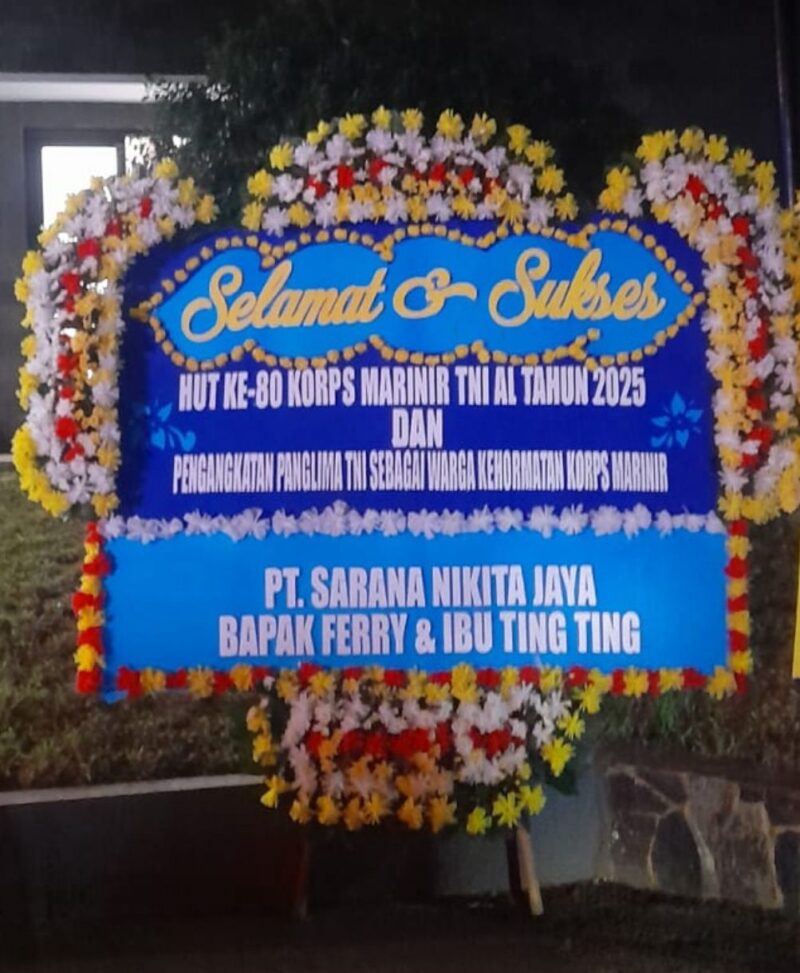 Selamat & Sukses
HUT KE-80 KORPS MARINIR TNI AL TAHUN 2025
DAN
PENGANGKATAN PANGLIMA TNI SEBAGAI WARGA KEHORMATAN KORPS MARINIR
PT. SARANA NIKITA JAYA
BAPAK FERRY & IBU TING TING